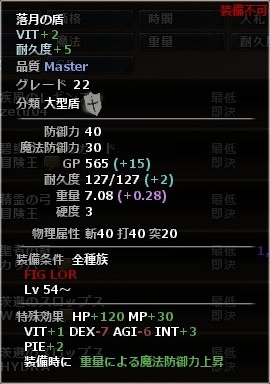 装備不可
落月の盾
VIT+2
耐久度+5
品質 Master
グレード 22
分類 大型盾
防御力 40
魔法防御力 30
GP 565 (+15)
耐久度 127/127 (+2)
重量 7.08 (+0.28)
硬度 3
物理属性 斬40 打40 突20
装備条件 全種族
FIG LOR
Lv 54～
特殊効果 HP+120 MP+30
VIT+1 DEX-7 AGI-6 INT+3
PIE+2
装備時に 重量による魔法防御力上昇